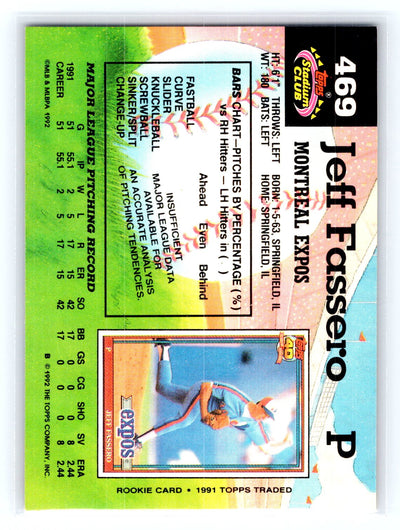 469
Topps
Stadium
CLUB
Jeff Fassero P
MONTREAL EXPOS
HT: 6'1" THROWS: LEFT BORN: 1-5-63, SPRINGFIELD, IL
WT: 180 BATS: LEFT HOME: SPRINGFIELD, IL
BARS CHART—PITCHES BY PERCENTAGE (%)
vs RH Hitters — LH Hitters in ( )
Ahead Even Behind
FASTBALL
CURVE
SLIDER
KNUCKLEBALL
SCREWBALL
SINKER/SPLIT
CHANGE-UP
INSUFFICIENT
MAJOR LEAGUE DATA
AVAILABLE FOR
AN ACCURATE ANALYSIS
OF PITCHING TENDENCIES.
TOPPS
40
P
expos
JEFF FASSERO
ROOKIE CARD • 1991 TOPPS TRADED
MAJOR LEAGUE PITCHING RECORD
G IP W L R ER SO BB GS CG SHO SV ERA
1991 51 55.1 2 5 17 15 42 17 0 0 0 8 2.44
CAREER 51 55.1 2 5 17 15 42 17 0 0 0 8 2.44
©MLB & MLBPA 1992
B ©1992 THE TOPPS COMPANY, INC.